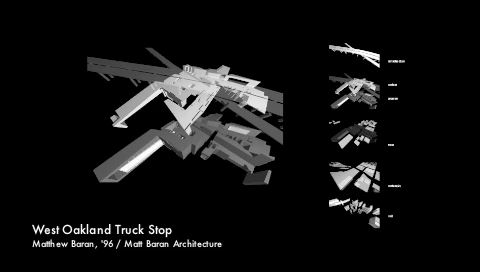 West Oakland Truck Stop
Matthew Baran, '96 / Matt Baran Architecture